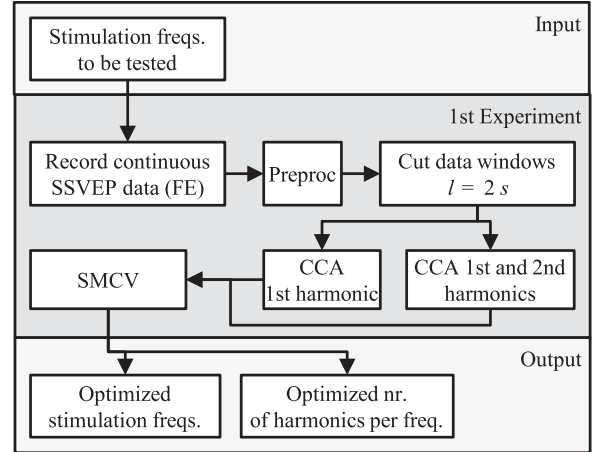 Input
Stimulation freqs.
to be tested
1st Experiment
Record continuous
SSVEP data (FE)
Preproc
Cut data windows
l = 2 s
SMCV
CCA
1st harmonic
CCA 1st and 2nd
harmonics
Output
Optimized
stimulation freqs.
Optimized nr.
of harmonics per freq.